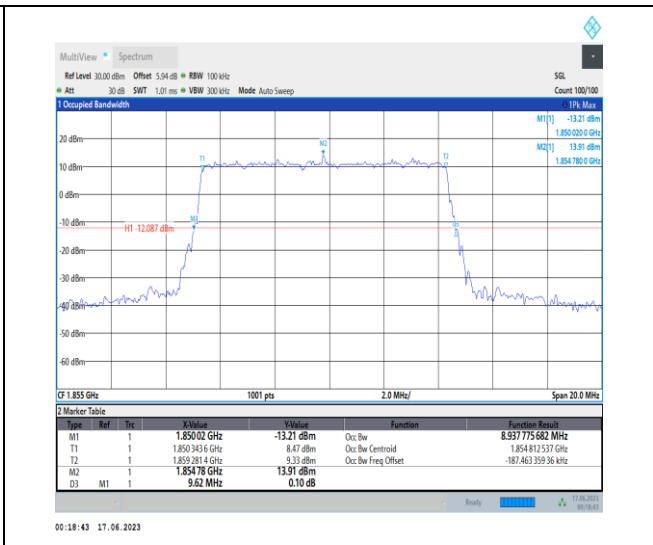 MultiView Spectrum
Ref Level 30.00 dBm Offset 5.94 dB RBW 100 kHz SGL
Att 30 dB SWT 1.01 ms VBW 300 kHz Mode Auto Sweep Count 100/100
1 Occupied Bandwidth 1Pk Max
M1[1] -13.21 dBm
1.850 020 0 GHz
M2[1] 13.91 dBm
1.854 780 0 GHz
20 dBm
M2
T1
T2
10 dBm
0 dBm
-10 dBm
M1
H1 -12.087 dBm
D3
-20 dBm
-30 dBm
-40 dBm
-50 dBm
-60 dBm
CF 1.855 GHz 1001 pts 2.0 MHz/ Span 20.0 MHz
2 Marker Table
Type Ref Trc X-Value Y-Value Function Function Result
M1 1 1.85002 GHz -13.21 dBm Occ Bw 8.937 775 682 MHz
T1 1 1.850 343 6 GHz 8.47 dBm Occ Bw Centroid 1.854 812 537 GHz
T2 1 1.859 281 4 GHz 9.33 dBm Occ Bw Freq Offset -187.463 359 36 kHz
M2 1 1.85478 GHz 13.91 dBm
D3 M1 1 9.62 MHz 0.10 dB
Ready 17.06.2023
00:18:43
00:18:43 17.06.2023